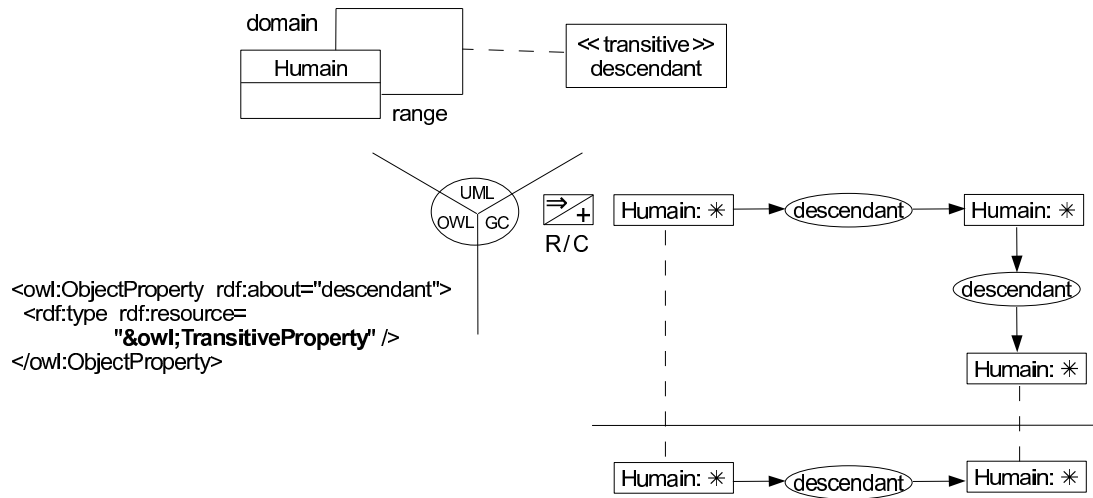 domain
Humain
range
<< transitive >>
descendant
UML
OWL
GC
⇒
+
R / C
Humain: ✳
descendant
Humain: ✳
descendant
Humain: ✳
<owl:ObjectProperty rdf:about="descendant">
<rdf:type rdf:resource=
"&owl;TransitiveProperty" />
</owl:ObjectProperty>
Humain: ✳
descendant
Humain: ✳